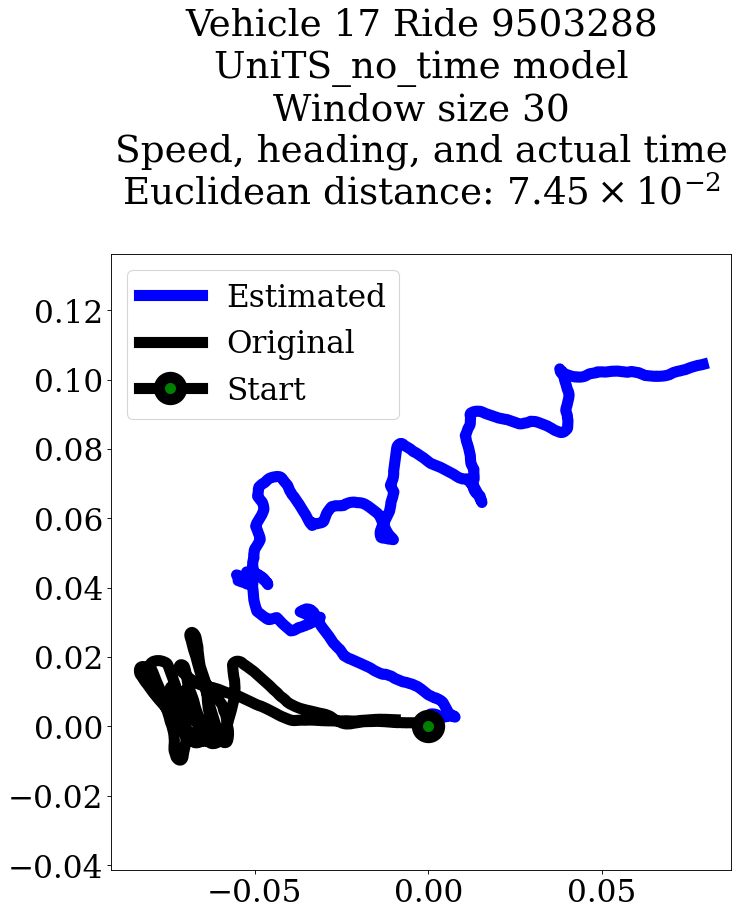 Vehicle 17 Ride 9503288
UniTS_no_time model
Window size 30
Speed, heading, and actual time
Euclidean distance: 7.45 × 10⁻²
Estimated
Original
Start
0.12
0.10
0.08
0.06
0.04
0.02
0.00
−0.02
−0.04
−0.05
0.00
0.05